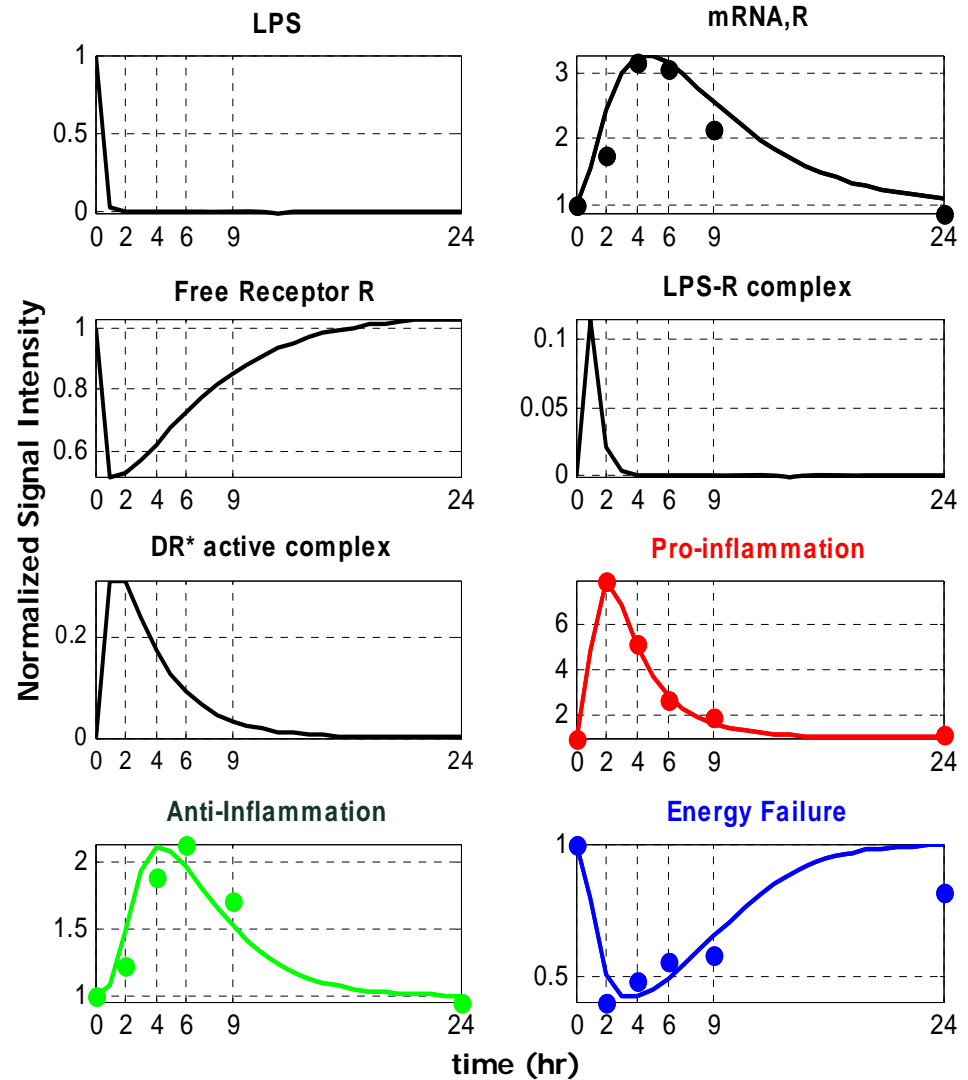 LPS
1
0.5
0
0 2 4 6 9 24
mRNA,R
3
2
1
0 2 4 6 9 24
Normalized Signal Intensity
Free Receptor R
1
0.8
0.6
0 2 4 6 9 24
LPS-R complex
0.1
0.05
0
0 2 4 6 9 24
DR* active complex
0.2
0
0 2 4 6 9 24
Pro-inflammation
6
4
2
0 2 4 6 9 24
Anti-Inflammation
2
1.5
1
0 2 4 6 9 24
Energy Failure
1
0.5
0 2 4 6 9 24
time (hr)